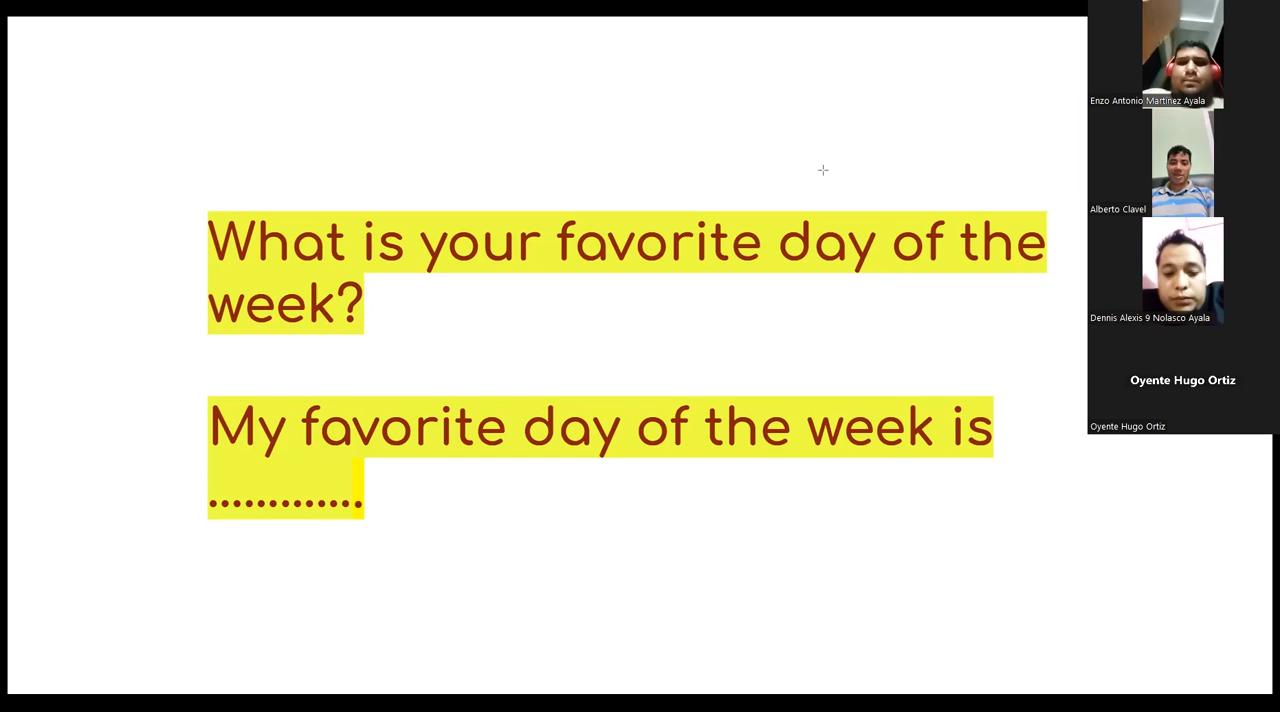 What is your favorite day of the
week?
My favorite day of the week is
.............
Enzo Antonio Martinez Ayala
Alberto Clavel
Dennis Alexis 9 Nolasco Ayala
Oyente Hugo Ortiz
Oyente Hugo Ortiz